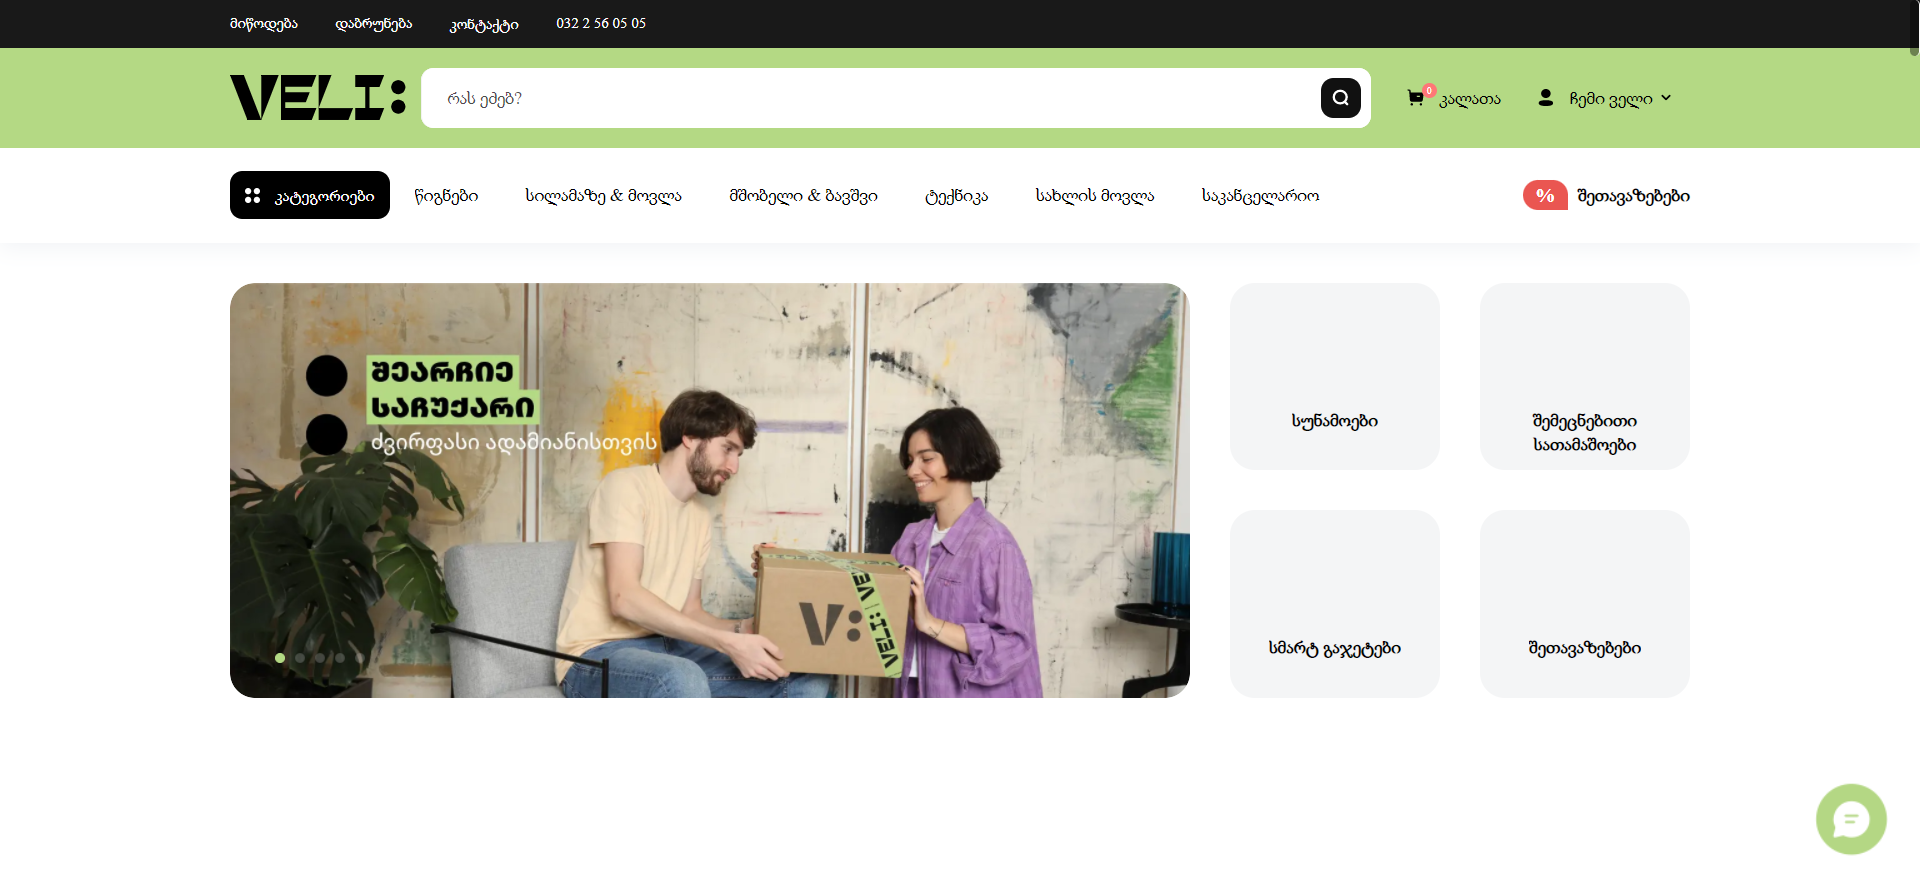 მიწოდება
დაბრუნება
კონტაქტი
032 2 56 05 05
VELI:
რას ეძებ?
0
კალათა
ჩემი ველი
კატეგორიები
წიგნები
სილამაზე & მოვლა
მშობელი & ბავშვი
ტექნიკა
სახლის მოვლა
საკანცელარიო
%
შეთავაზებები
შეარჩიე
საჩუქარი
ძვირფასი ადამიანისთვის
V:
VELI:
სუნამოები
შემეცნებითი
სათამაშოები
სმარტ გაჯეტები
შეთავაზებები